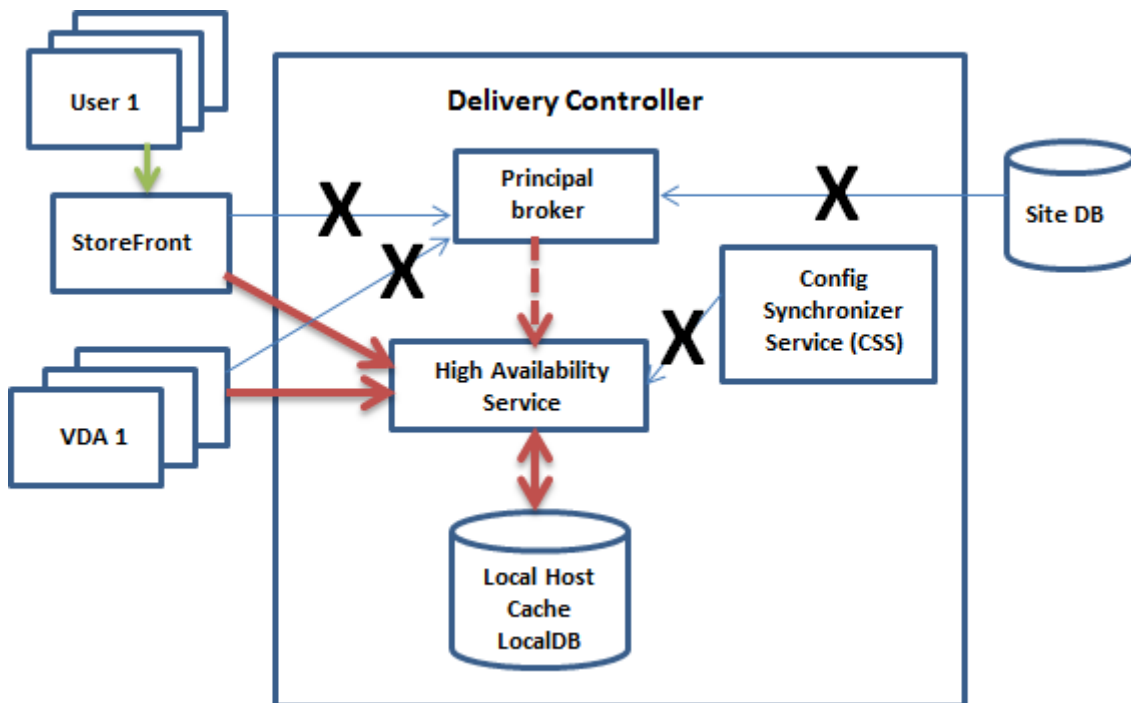 User 1
Delivery Controller
Principal
broker
X
X
StoreFront
Site DB
X
Config
Synchronizer
Service (CSS)
X
High Availability
Service
VDA 1
Local Host
Cache
LocalDB